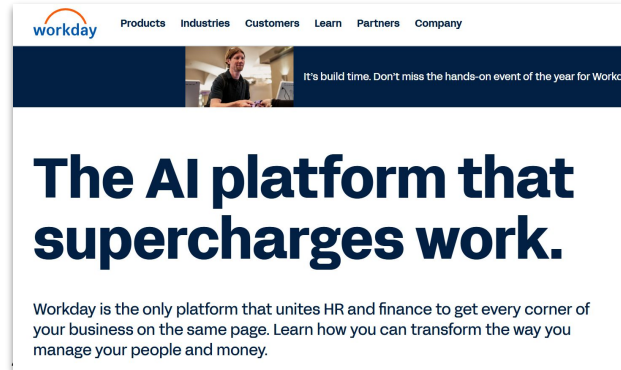 workday
Products Industries Customers Learn Partners Company
It's build time. Don't miss the hands-on event of the year for
The AI platform that
supercharges work.
Workday is the only platform that unites HR and finance to get every corner of
your business on the same page. Learn how you can transform the way you
manage your people and money.